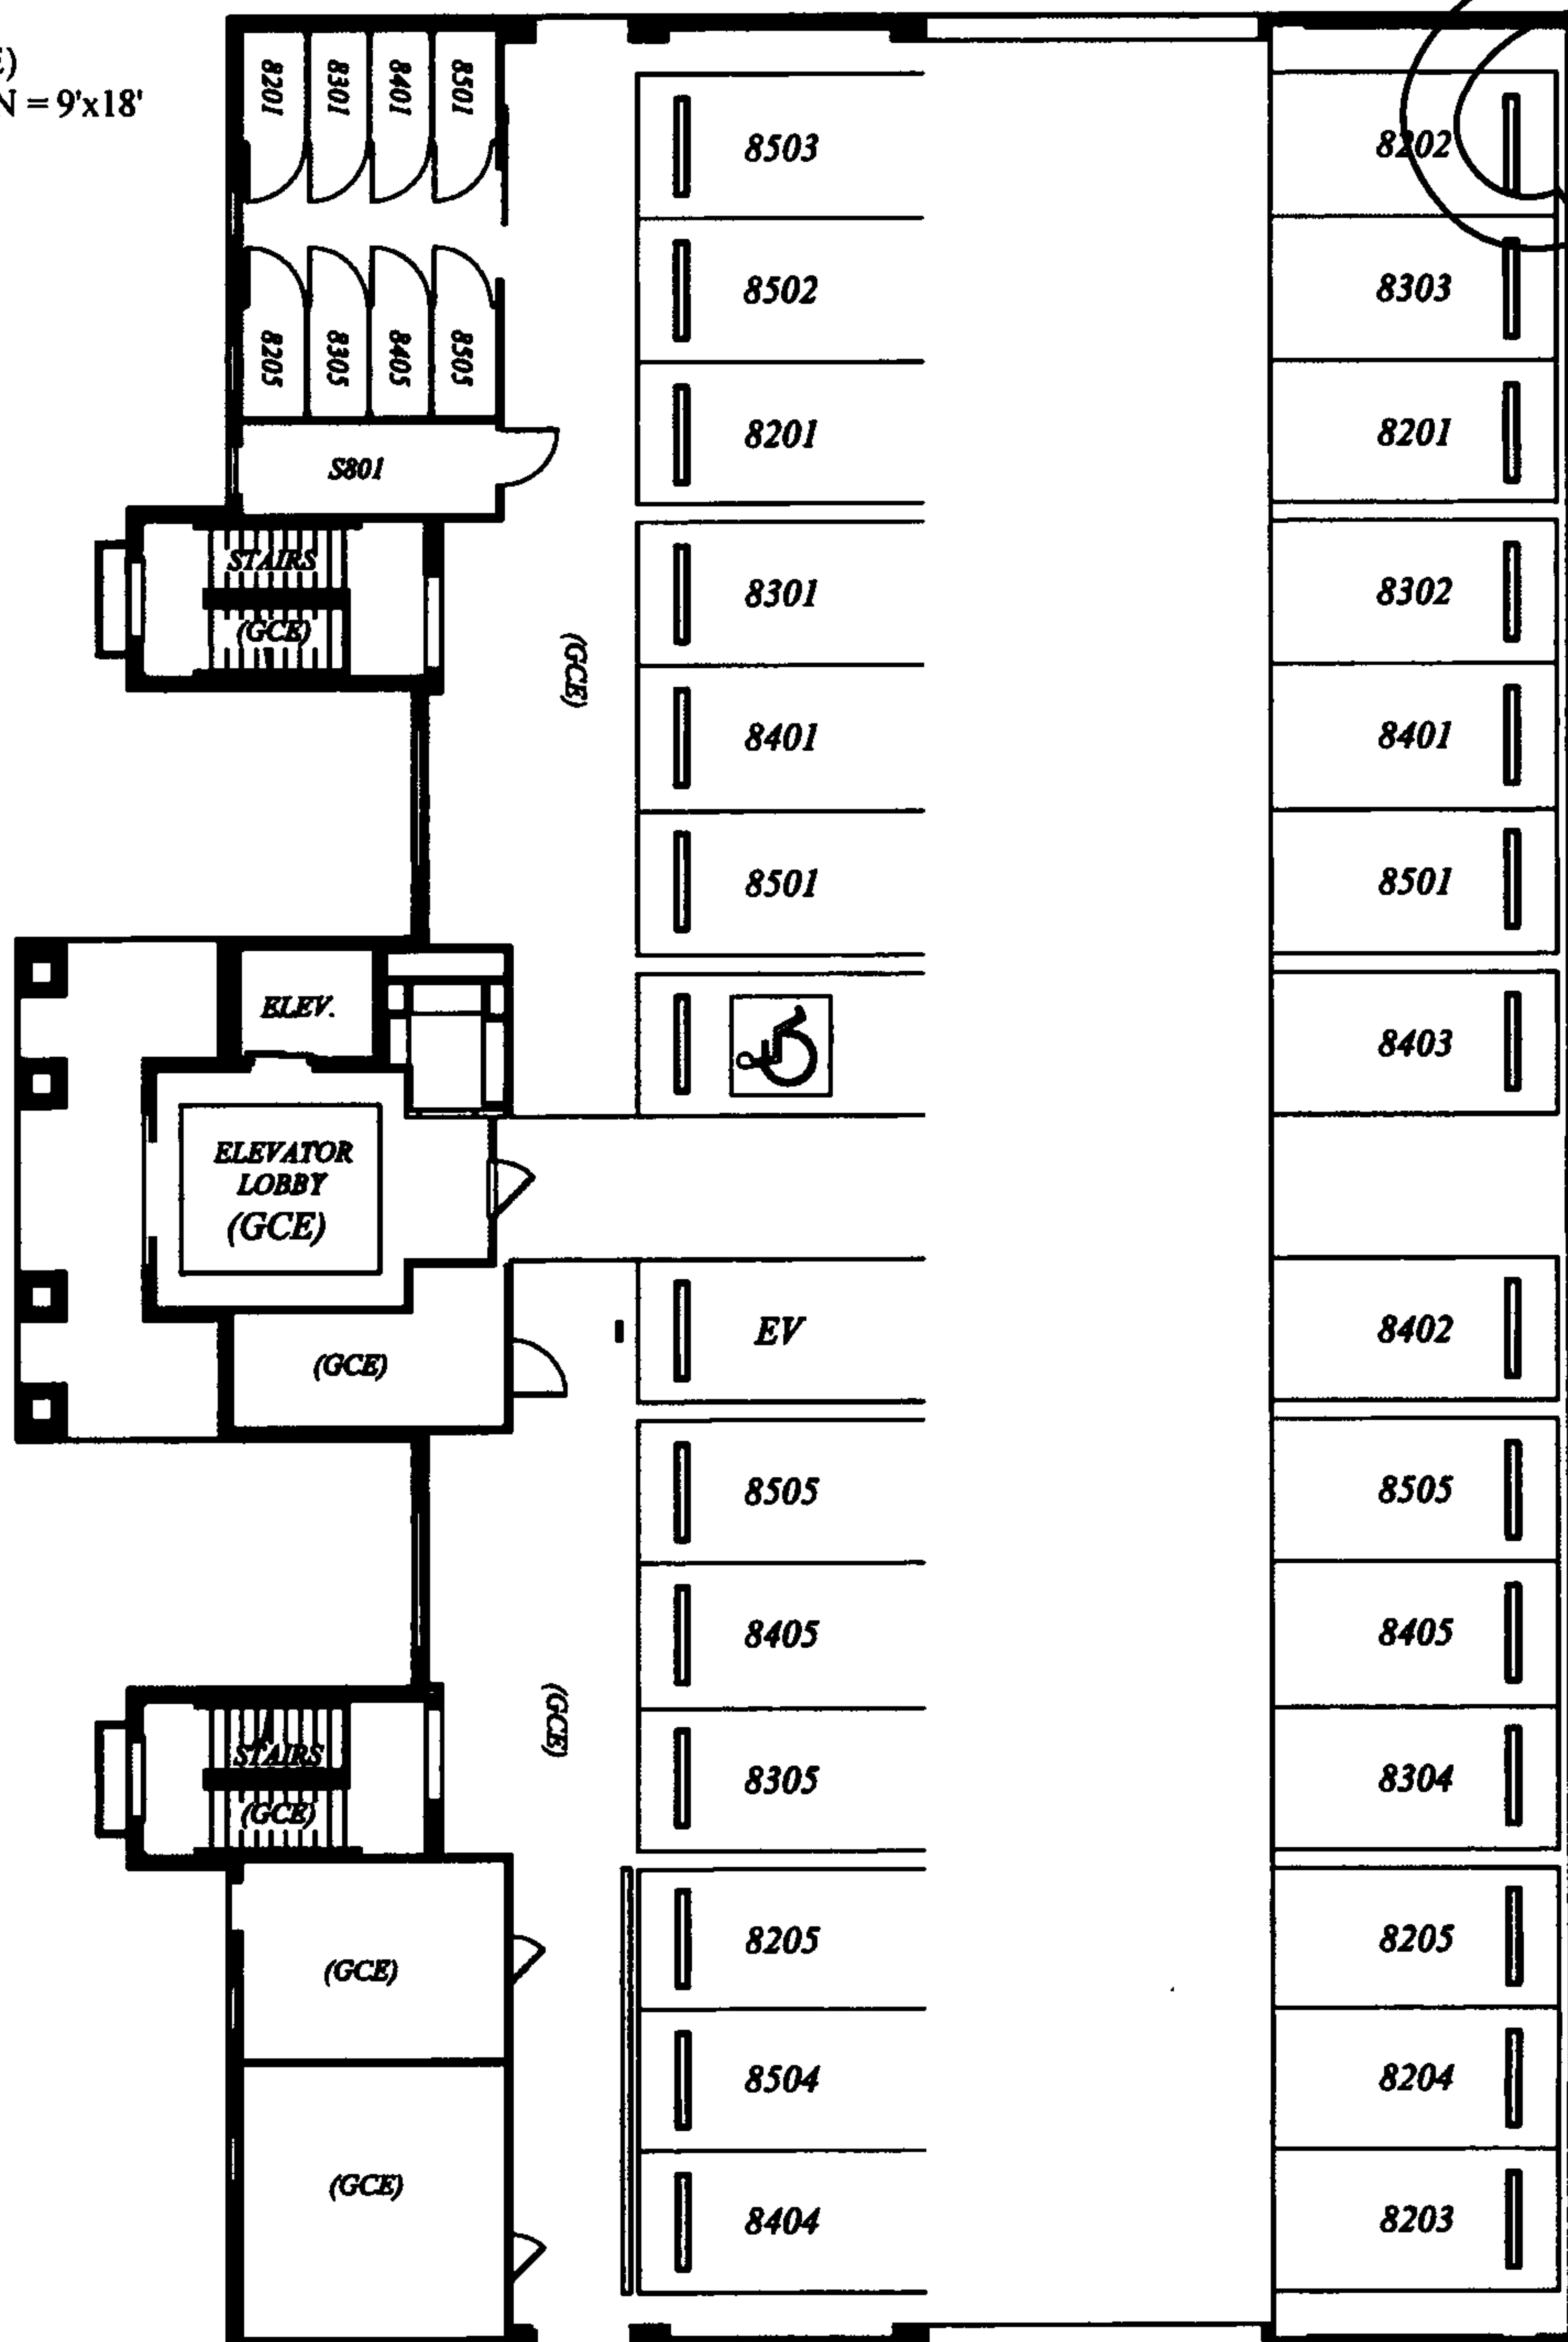 E)
N = 9'x18'
8201
8301
8401
8501
8205
8305
8405
8505
S801
STAIRS
(GCE)
(GCE)
ELEV.
ELEVATOR
LOBBY
(GCE)
(GCE)
STAIRS
(GCE)
(GCE)
(GCE)
(GCE)
8503
8502
8201
8301
8401
8501
EV
8505
8405
8305
8205
8504
8404
8202
8303
8201
8302
8401
8501
8403
8402
8505
8405
8304
8205
8204
8203